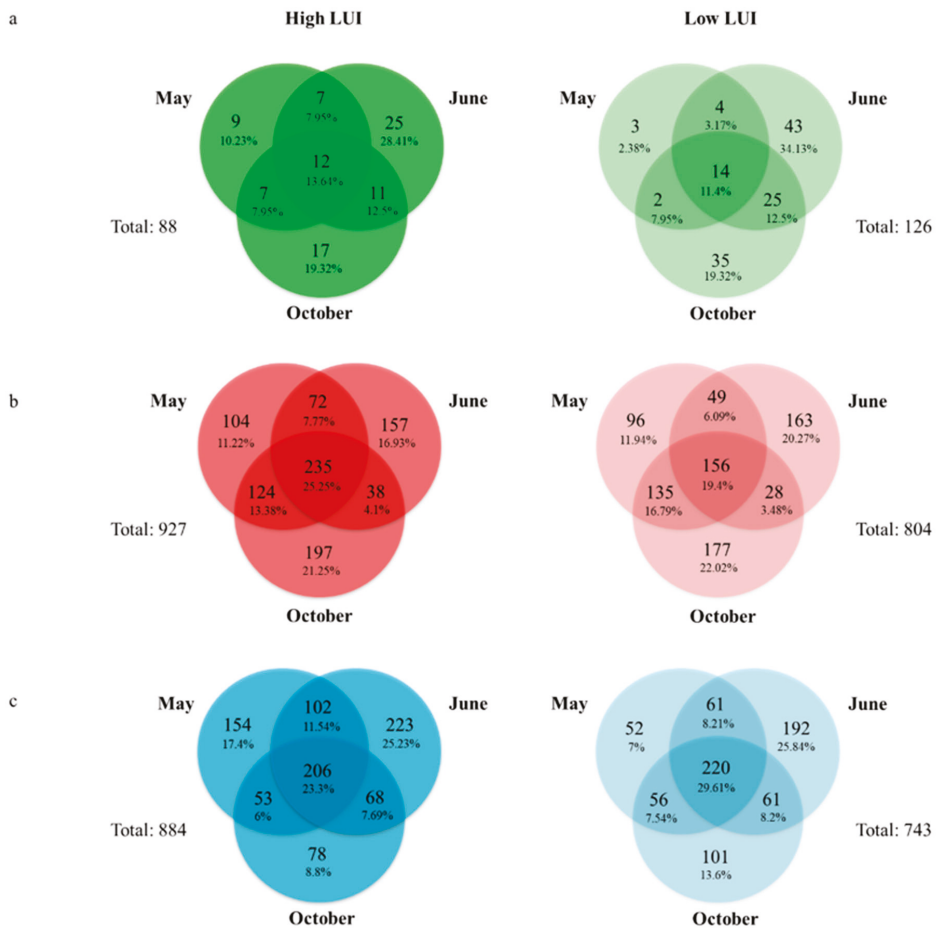 a
High LUI
Low LUI
May
7
7.95%
June
9
10.23%
25
28.41%
12
13.64%
7
7.95%
11
12.5%
17
19.32%
Total: 88
October
May
4
3.17%
June
3
2.38%
43
34.13%
14
11.4%
2
7.95%
25
12.5%
35
19.32%
Total: 126
October
b
May
72
7.77%
June
104
11.22%
157
16.93%
235
25.25%
124
13.38%
38
4.1%
197
21.25%
Total: 927
October
May
49
6.09%
June
96
11.94%
163
20.27%
156
19.4%
135
16.79%
28
3.48%
177
22.02%
Total: 804
October
c
May
102
11.54%
June
154
17.4%
223
25.23%
206
23.3%
53
6%
68
7.69%
78
8.8%
Total: 884
October
May
61
8.21%
June
52
7%
192
25.84%
220
29.61%
56
7.54%
61
8.2%
101
13.6%
Total: 743
October